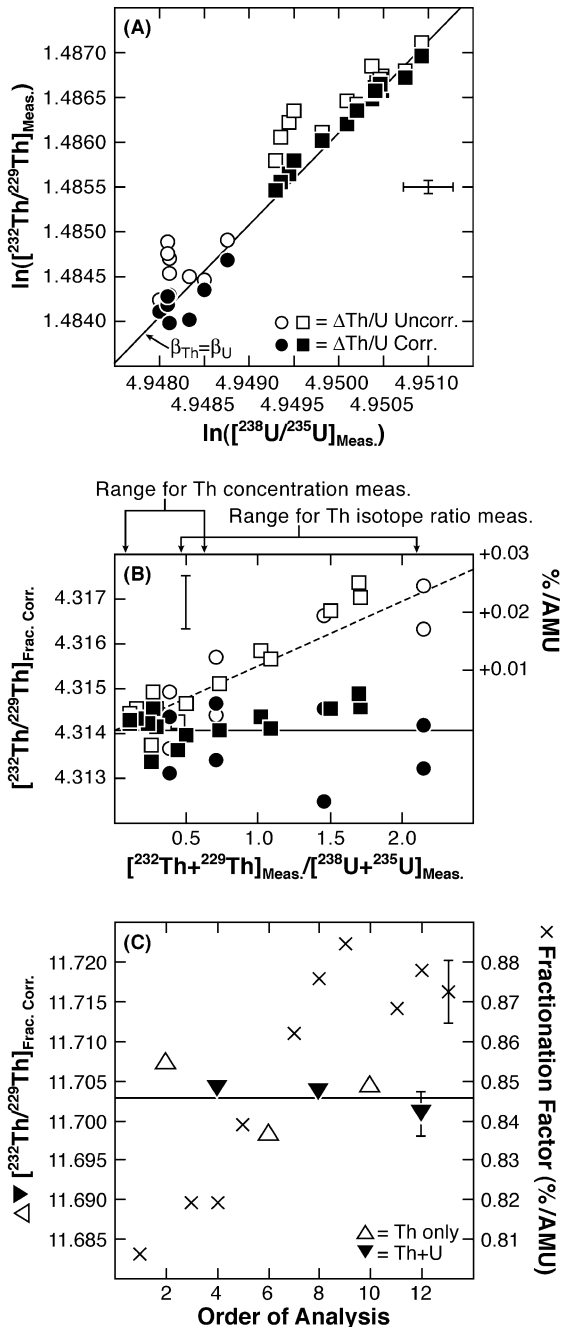 (A)
1.4870
1.4865
1.4860
1.4855
1.4850
1.4845
1.4840
ln([232Th/229Th]Meas.)
= ΔTh/U Uncorr.
= ΔTh/U Corr.
βTh=βU
4.9480 4.9490 4.9500 4.9510
4.9485 4.9495 4.9505
ln([238U/235U]Meas.)
Range for Th concentration meas.
Range for Th isotope ratio meas.
(B)
4.317
4.316
4.315
4.314
4.313
[232Th/229Th]Frac. Corr.
+0.03
+0.02
+0.01
%/AMU
0.5 1.0 1.5 2.0
[232Th+229Th]Meas./[238U+235U]Meas.
(C)
11.720
11.715
11.710
11.705
11.700
11.695
11.690
11.685
[232Th/229Th]Frac. Corr.
0.88
0.87
0.86
0.85
0.84
0.83
0.82
0.81
Fractionation Factor (%/AMU)
= Th only
= Th+U
2 4 6 8 10 12
Order of Analysis